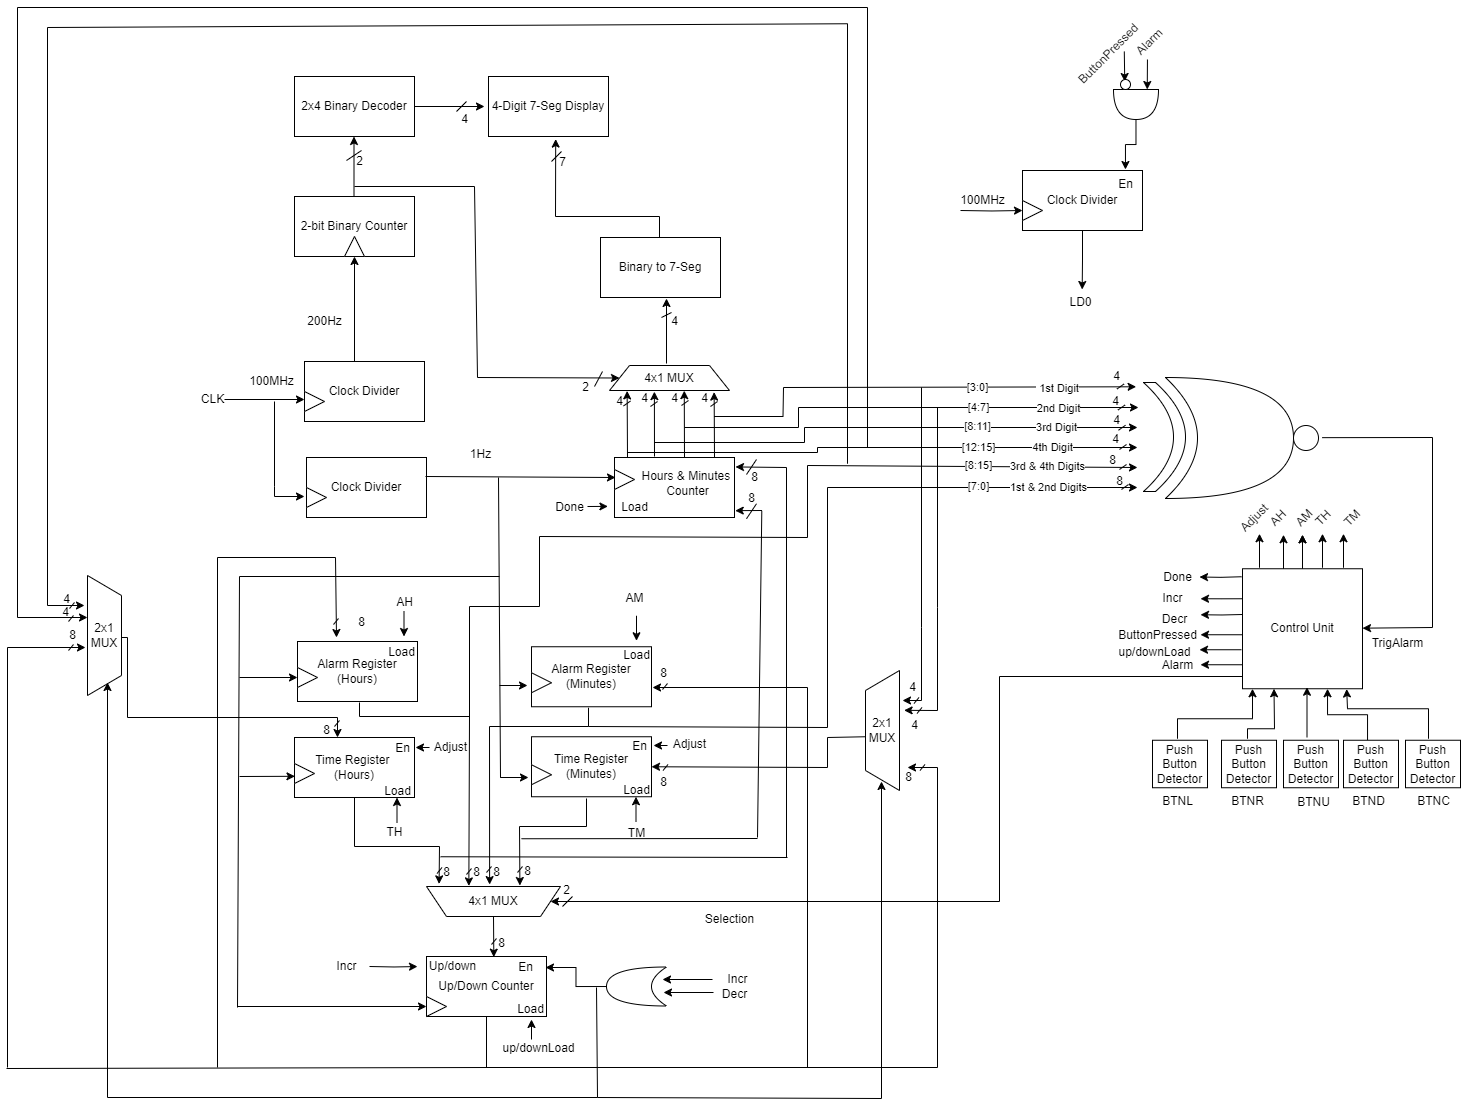 ButtonPressed
Alarm
2x4 Binary Decoder
4
4-Digit 7-Seg Display
2
7
2-bit Binary Counter
En
100MHz
Clock Divider
LD0
Binary to 7-Seg
200Hz
4
100MHz
CLK
Clock Divider
2
4x1 MUX
4
4
4
4
[3:0]
1st Digit
4
[4:7]
2nd Digit
4
[8:11]
3rd Digit
4
[12:15]
4th Digit
4
[8:15]
3rd & 4th Digits
8
[7:0]
1st & 2nd Digits
8
1Hz
Clock Divider
Hours & Minutes
Counter
Done
Load
8
8
Adjust
AH
AM
TH
TM
Done
Incr
Decr
ButtonPressed
up/downLoad
Alarm
Control Unit
TrigAlarm
4
4
8
2x1
MUX
8
AH
Load
Alarm Register
(Hours)
AM
Load
Alarm Register
(Minutes)
8
8
En
Adjust
Time Register
(Hours)
Load
TH
En
Adjust
Time Register
(Minutes)
8
Load
TM
4
4
2x1
MUX
8
Push
Button
Detector
BTNL
Push
Button
Detector
BTNR
Push
Button
Detector
BTNU
Push
Button
Detector
BTND
Push
Button
Detector
BTNC
8
8
8
8
4x1 MUX
2
Selection
8
Incr
Up/down
En
Up/Down Counter
Load
up/downLoad
Incr
Decr